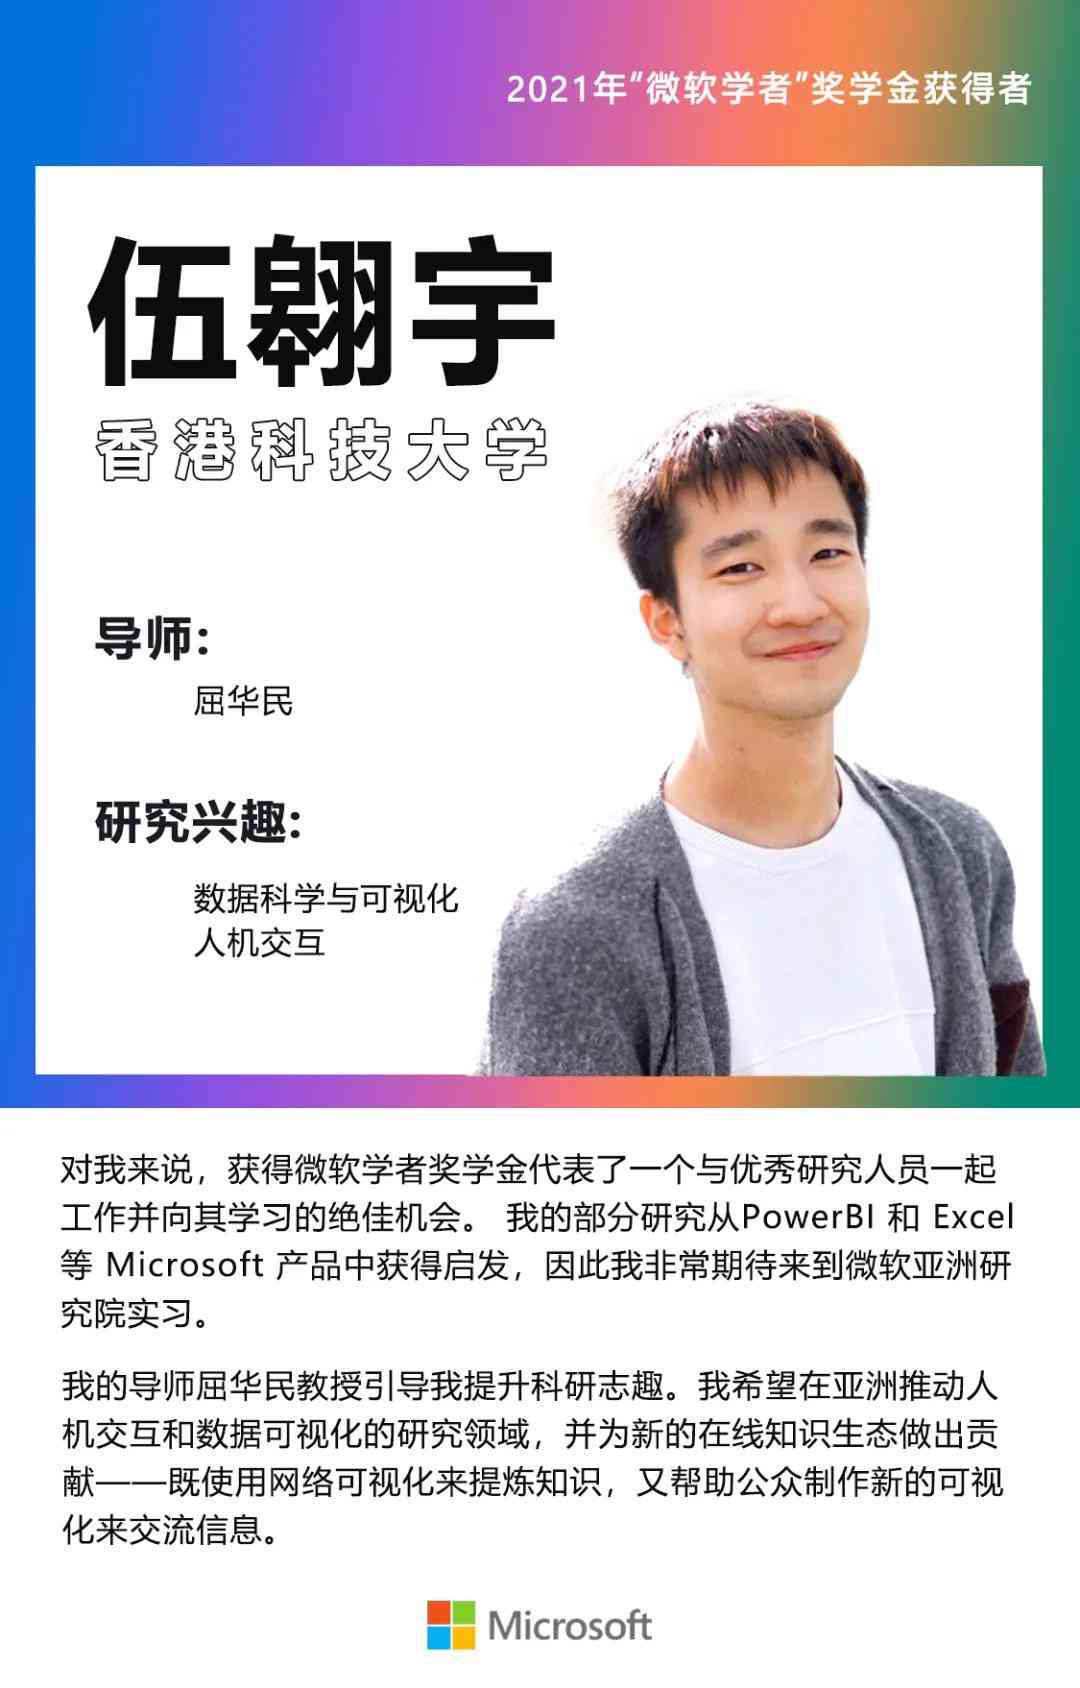 2021年“微软学者”奖学金获得者
伍翱宇
香港科技大学
导师:
屈华民
研究兴趣:
数据科学与可视化
人机交互
对我来说，获得微软学者奖学金代表了一个与优秀研究人员一起
工作并向其学习的绝佳机会。 我的部分研究从PowerBI 和 Excel
等 Microsoft 产品中获得启发，因此我非常期待来到微软亚洲研
究院实习。
我的导师屈华民教授引导我提升科研志趣。我希望在亚洲推动人
机交互和数据可视化的研究领域，并为新的在线知识生态做出贡
献——既使用网络可视化来提炼知识，又帮助公众制作新的可视
化来交流信息。
Microsoft